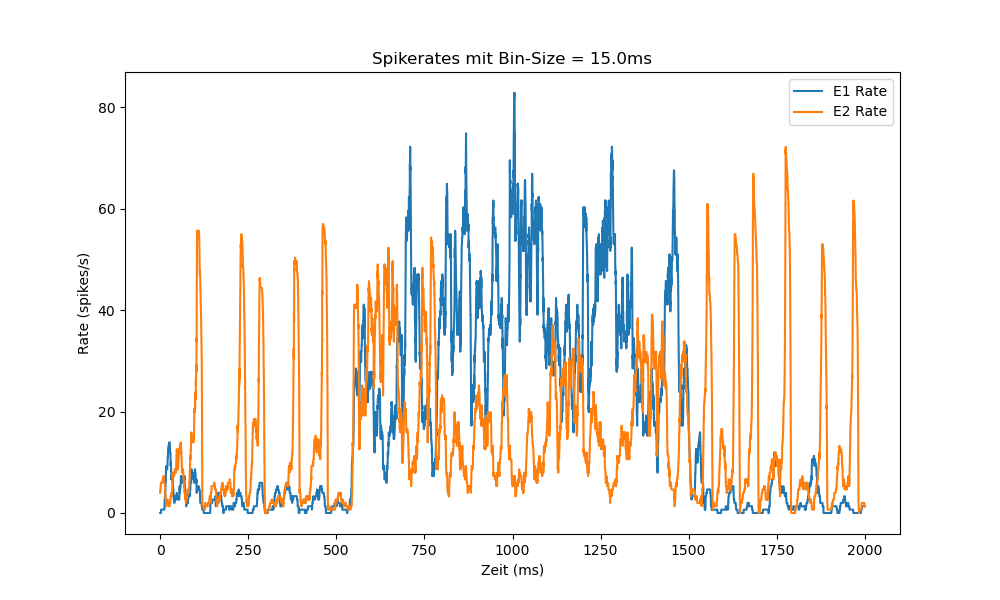 Spikerates mit Bin-Size = 15.0ms
E1 Rate
E2 Rate
Rate (spikes/s)
80
60
40
20
0
0 250 500 750 1000 1250 1500 1750 2000
Zeit (ms)